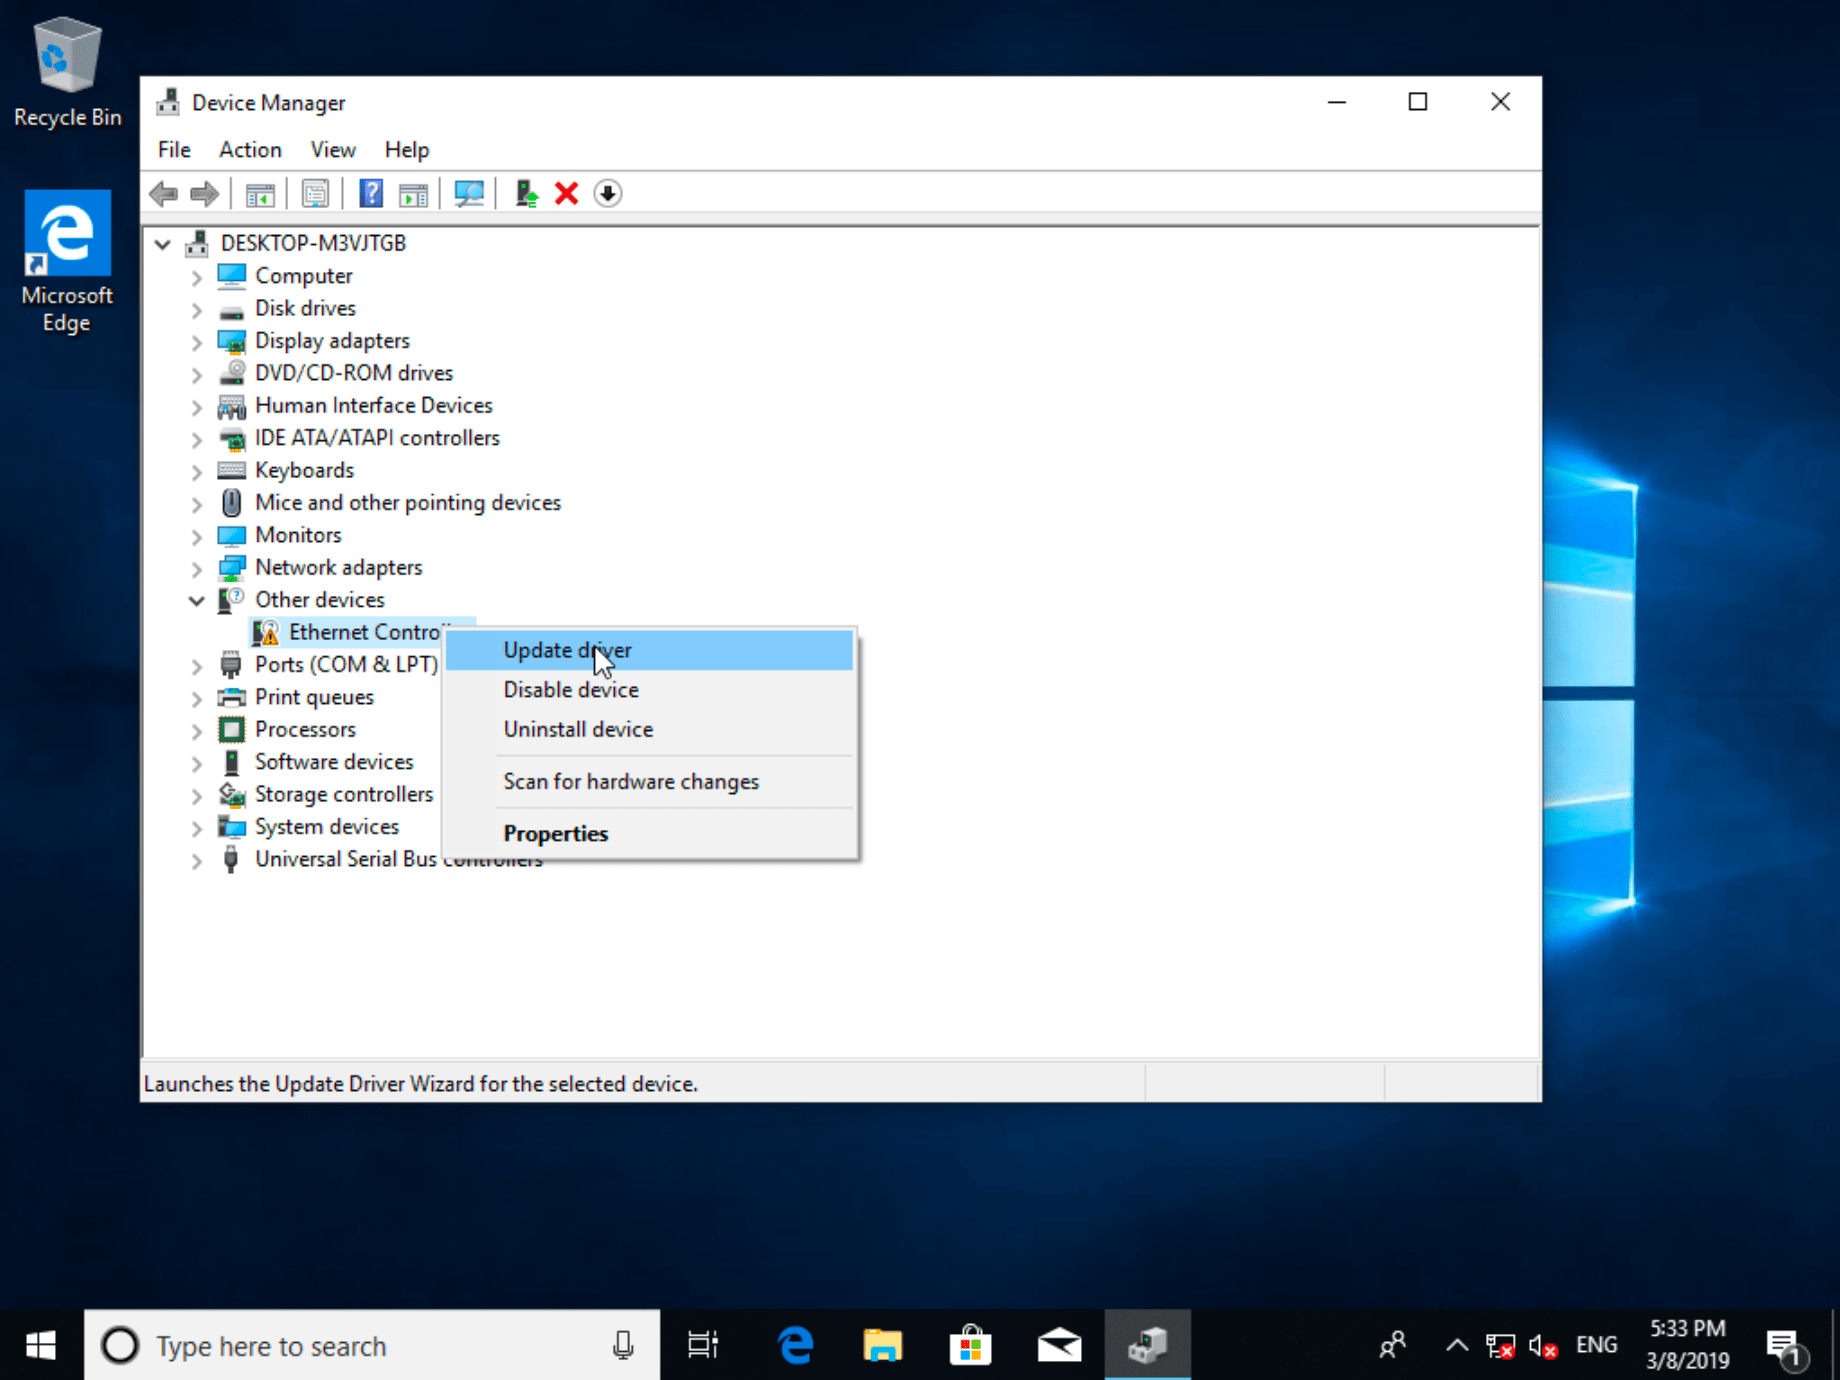 Recycle Bin
Microsoft
Edge
Device Manager
File Action View Help
DESKTOP-M3VJTGB
Computer
Disk drives
Display adapters
DVD/CD-ROM drives
Human Interface Devices
IDE ATA/ATAPI controllers
Keyboards
Mice and other pointing devices
Monitors
Network adapters
Other devices
Ethernet Controll
Ports (COM & LPT)
Print queues
Processors
Software devices
Storage controllers
System devices
Universal Serial Bus controllers
Update driver
Disable device
Uninstall device
Scan for hardware changes
Properties
Launches the Update Driver Wizard for the selected device.
Type here to search
ENG
5:33 PM
3/8/2019
1